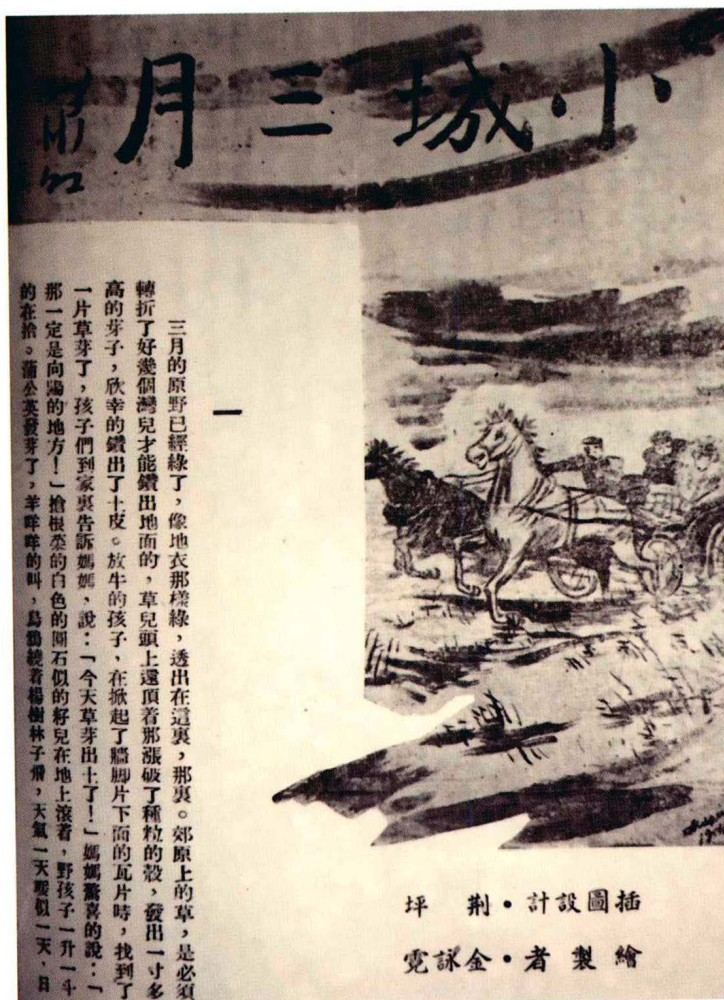 小城三月
蕭紅
插圖設計・荊坪
繪製者・金詠霓
一
三月的原野已經綠了，像地衣那樣綠，透出在這裏，那裏。郊原上的草，是必須
轉折了好幾個灣兒才能鑽出地面的，草兒頭上還頂着那漲破了種粒的殼，發出一寸多
高的芽子，欣幸的鑽出了土皮。放牛的孩子，在掀起了牆脚片下面的瓦片時，找到了
一片草芽了，孩子們到家裏告訴媽媽，說：「今天草芽出土了！」媽媽驚喜的說：「
那一定是向陽的地方！」搶根菜的白色的圓石似的籽兒在地上滾着，野孩子一升一斗
的在拾。蒲公英發芽了，羊咩咩的叫，烏鴉繞着楊樹林子飛，天氣一天暖似一天，日